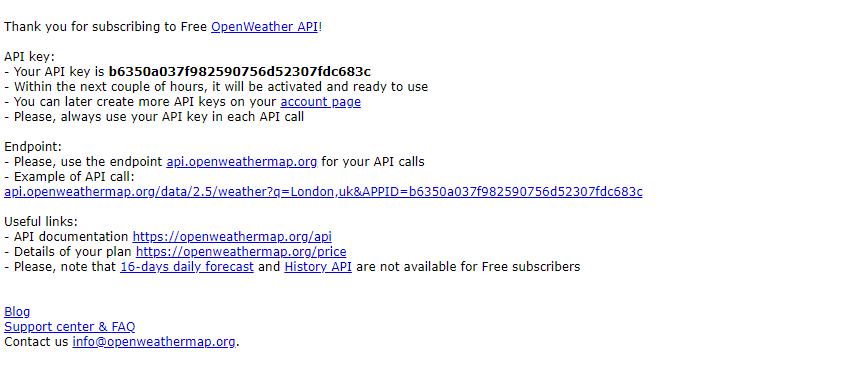 Thank you for subscribing to Free OpenWeather API!
API key:
- Your API key is b6350a037f982590756d52307fdc683c
- Within the next couple of hours, it will be activated and ready to use
- You can later create more API keys on your account page
- Please, always use your API key in each API call
Endpoint:
- Please, use the endpoint api.openweathermap.org for your API calls
- Example of API call:
api.openweathermap.org/data/2.5/weather?q=London,uk&APPID=b6350a037f982590756d52307fdc683c
Useful links:
- API documentation https://openweathermap.org/api
- Details of your plan https://openweathermap.org/price
- Please, note that 16-days daily forecast and History API are not available for Free subscribers
Blog
Support center & FAQ
Contact us info@openweathermap.org.